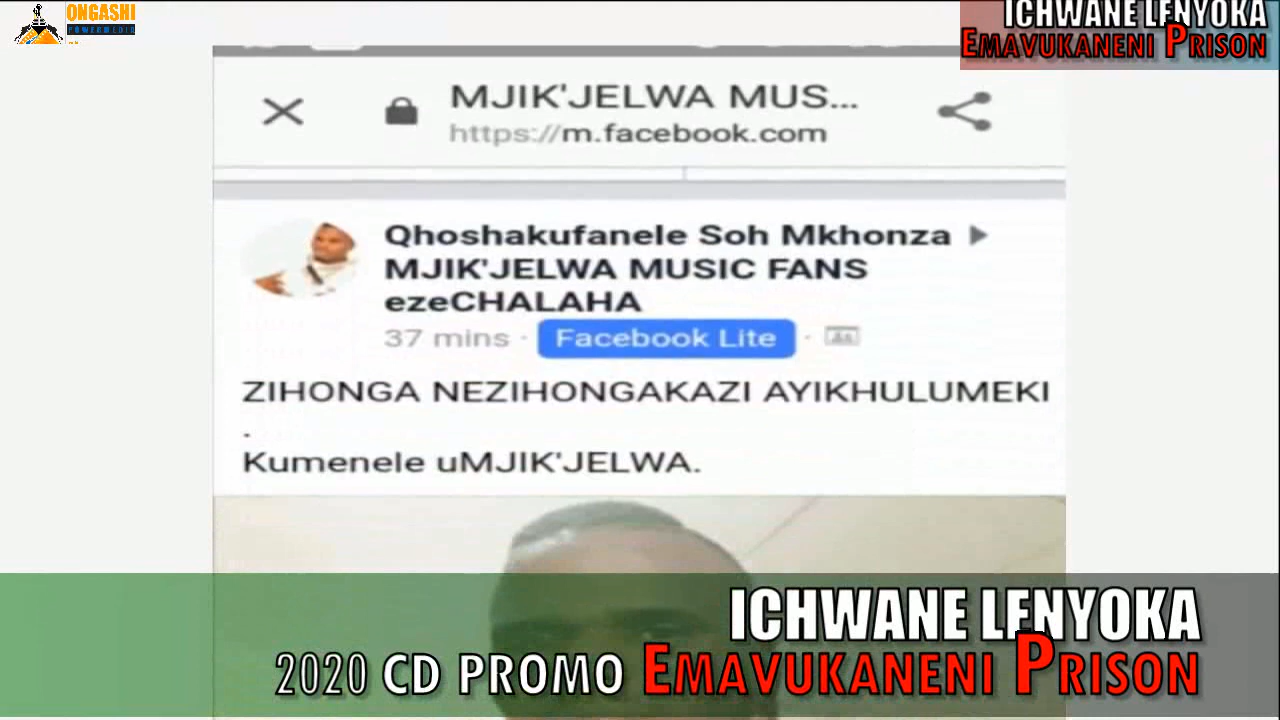 ONGASHI
POWERMEDIA
ICHWANE LENYOKA
EMAVUKANENI PRISON
MJIK'JELWA MUS...
https://m.facebook.com
Qhoshakufanele Soh Mkhonza
MJIK'JELWA MUSIC FANS
ezeCHALAHA
37 mins · Facebook Lite ·
ZIHONGA NEZIHONGAKAZI AYIKHULUMEKI
.
Kumenele uMJIK'JELWA.
ICHWANE LENYOKA
2020 CD PROMO EMAVUKANENI PRISON